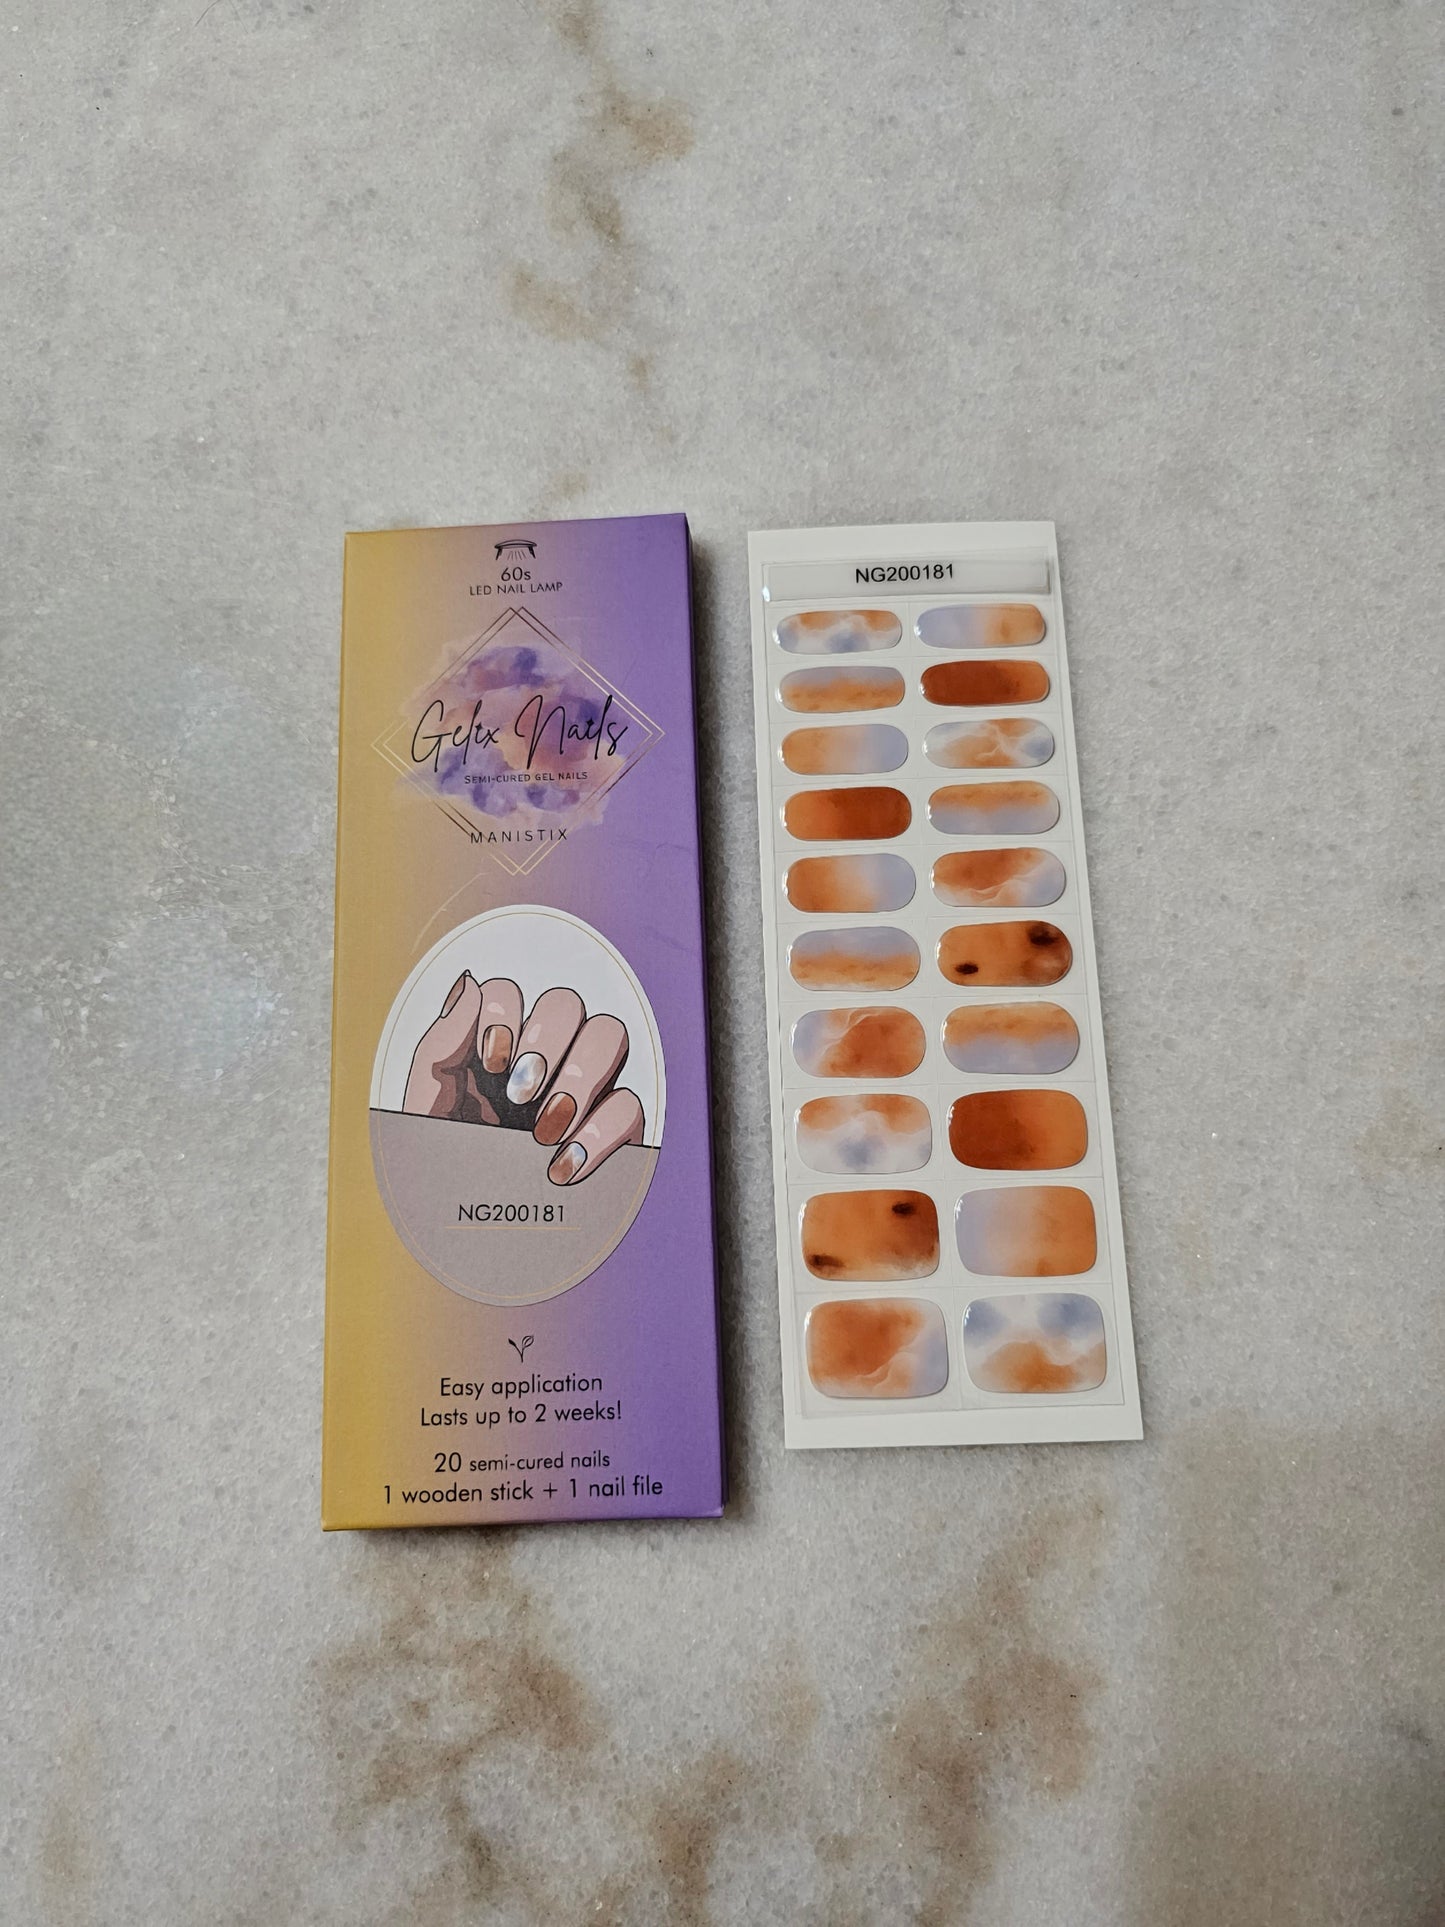 60s
LED NAIL LAMP
Gelix Nails
SEMI-CURED GEL NAILS
MANISTIX
NG200181
Easy application
Lasts up to 2 weeks!
20 semi-cured nails
1 wooden stick + 1 nail file
NG200181